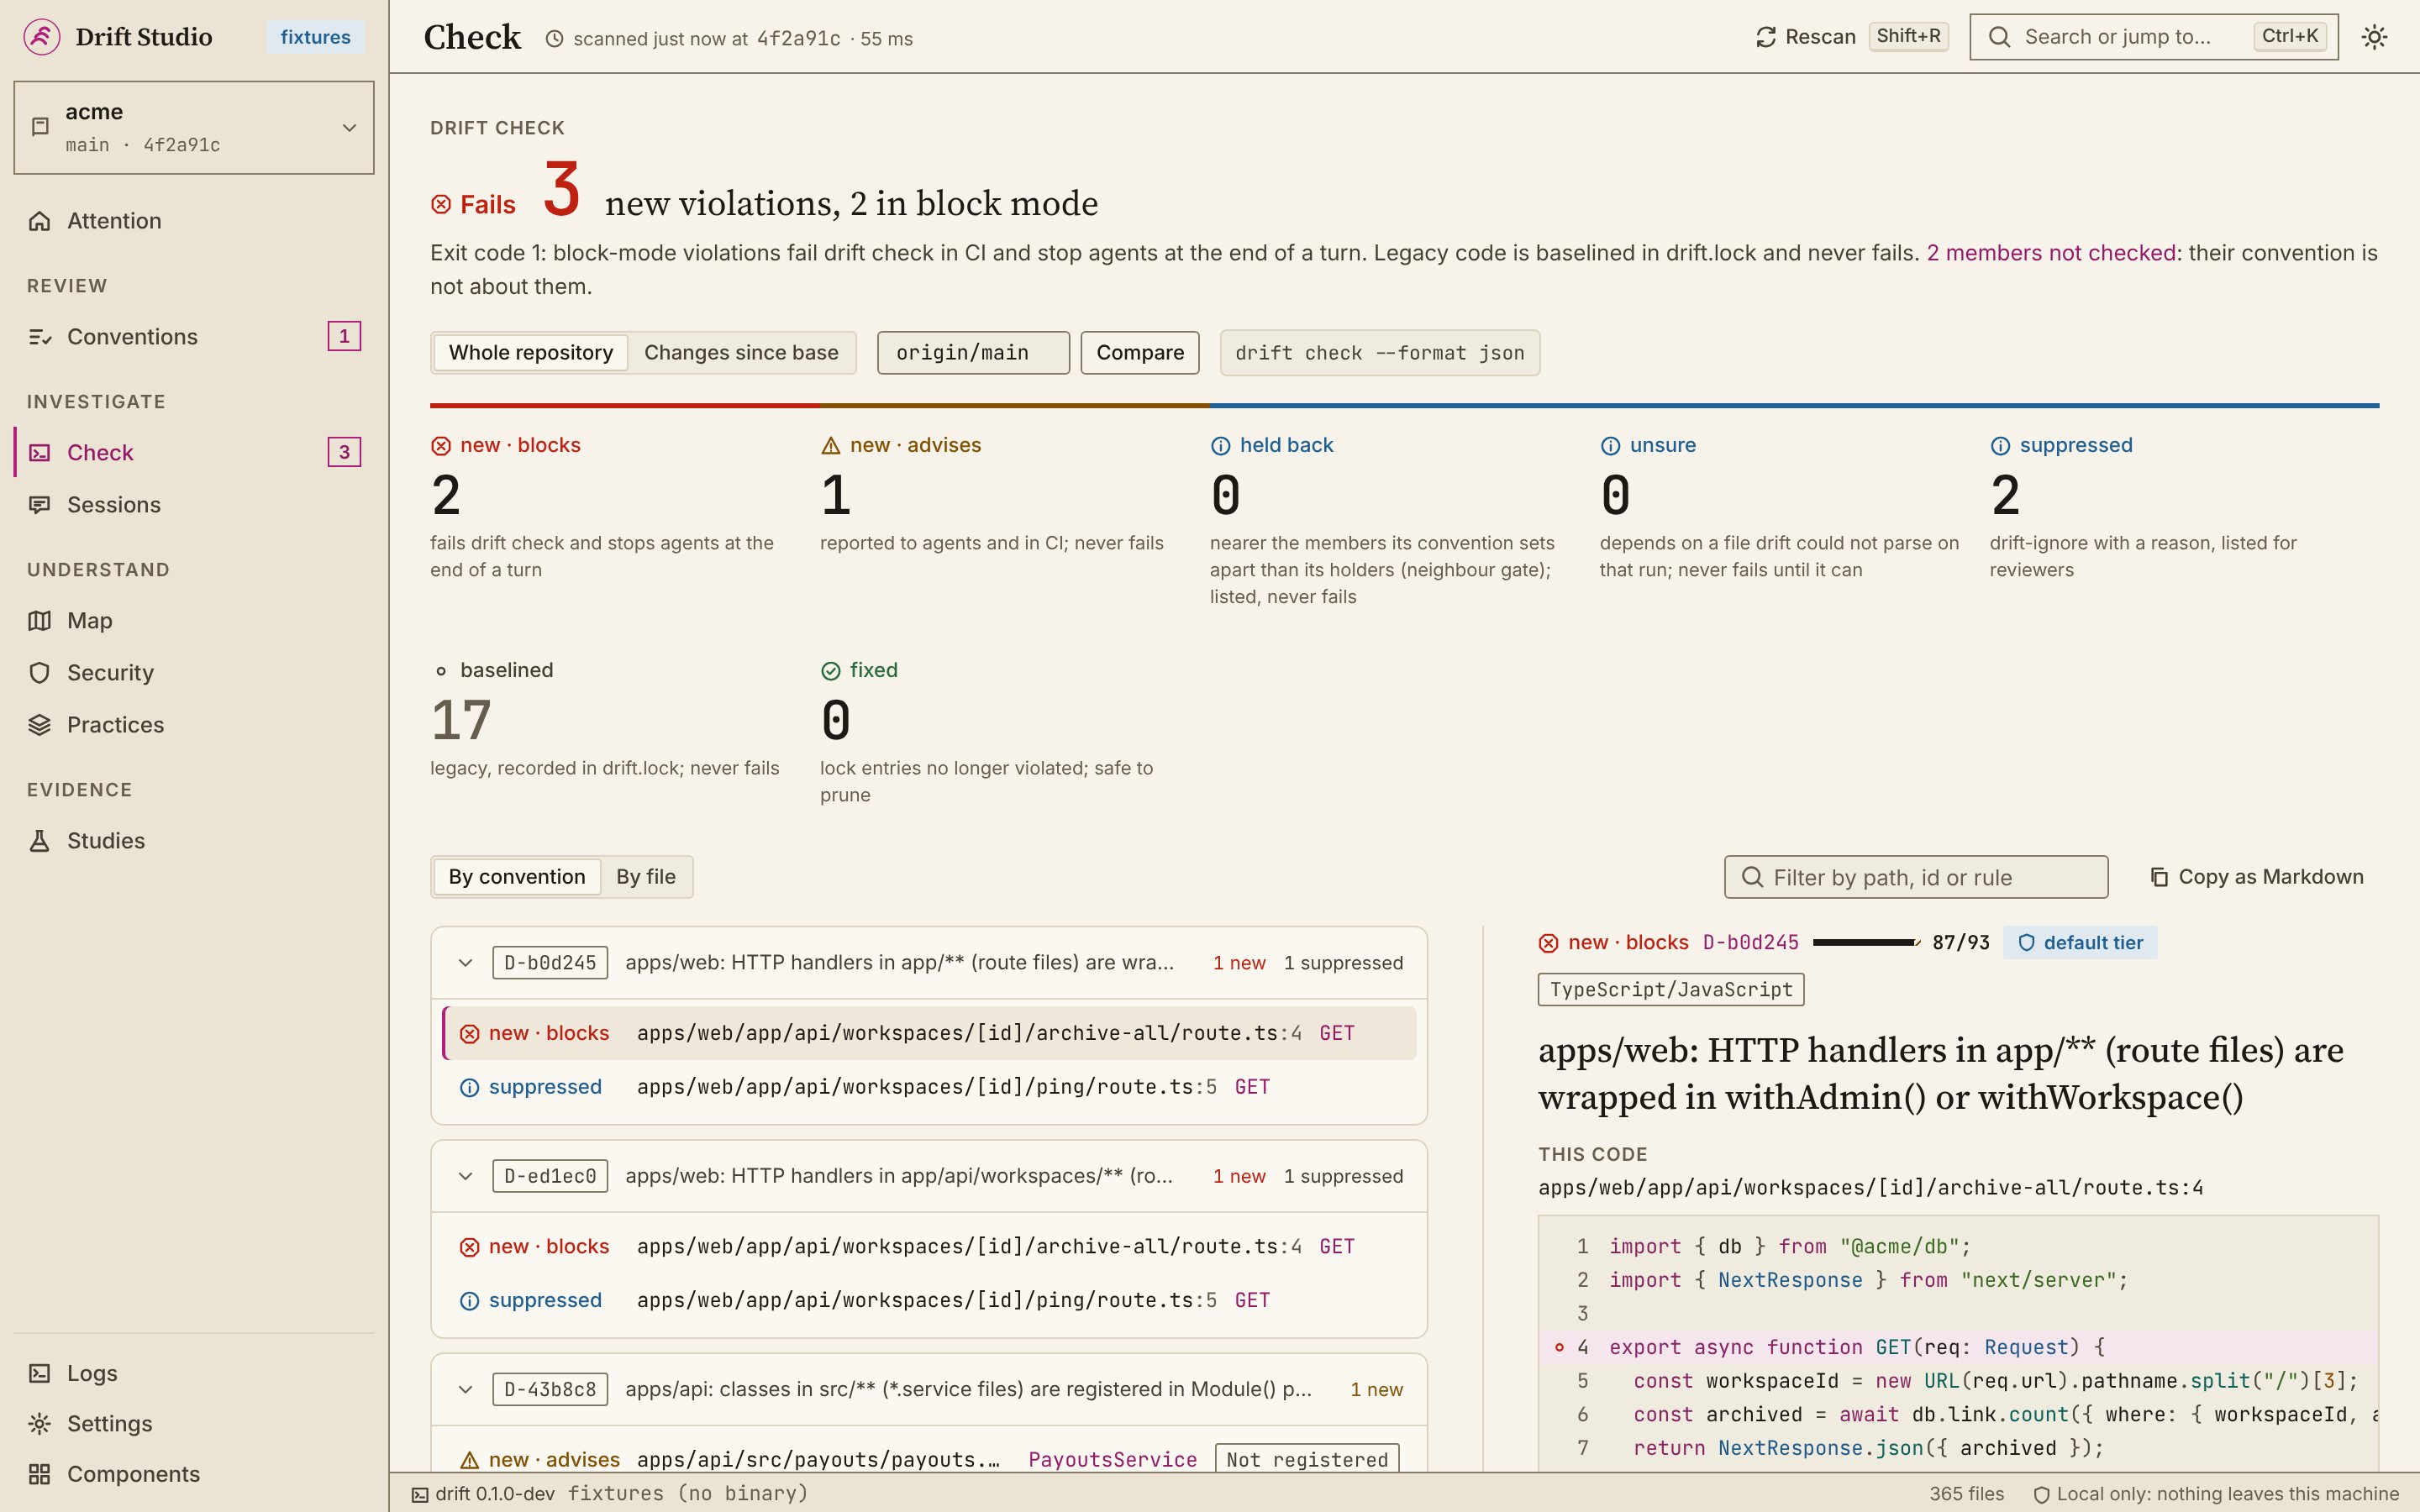 Drift Studio
fixtures
acme
main · 4f2a91c
Attention
REVIEW
Conventions 1
INVESTIGATE
Check 3
Sessions
UNDERSTAND
Map
Security
Practices
EVIDENCE
Studies
Logs
Settings
Components
Check
scanned just now at 4f2a91c · 55 ms
Rescan Shift+R
Search or jump to... Ctrl+K
DRIFT CHECK
Fails 3 new violations, 2 in block mode
Exit code 1: block-mode violations fail drift check in CI and stop agents at the end of a turn. Legacy code is baselined in drift.lock and never fails. 2 members not checked: their convention is
not about them.
Whole repository Changes since base origin/main Compare drift check --format json
new · blocks
2
fails drift check and stops agents at the
end of a turn
new · advises
1
reported to agents and in CI; never fails
held back
0
nearer the members its convention sets
apart than its holders (neighbour gate);
listed, never fails
unsure
0
depends on a file drift could not parse on
that run; never fails until it can
suppressed
2
drift-ignore with a reason, listed for
reviewers
baselined
17
legacy, recorded in drift.lock; never fails
fixed
0
lock entries no longer violated; safe to
prune
By convention By file
Filter by path, id or rule
Copy as Markdown
D-b0d245 apps/web: HTTP handlers in app/** (route files) are wra... 1 new 1 suppressed
new · blocks apps/web/app/api/workspaces/[id]/archive-all/route.ts:4 GET
suppressed apps/web/app/api/workspaces/[id]/ping/route.ts:5 GET
D-ed1ec0 apps/web: HTTP handlers in app/api/workspaces/** (ro... 1 new 1 suppressed
new · blocks apps/web/app/api/workspaces/[id]/archive-all/route.ts:4 GET
suppressed apps/web/app/api/workspaces/[id]/ping/route.ts:5 GET
D-43b8c8 apps/api: classes in src/** (*.service files) are registered in Module() p... 1 new
new · advises apps/api/src/payouts/payouts.… PayoutsService Not registered
new · blocks D-b0d245 87/93 default tier
TypeScript/JavaScript
apps/web: HTTP handlers in app/** (route files) are
wrapped in withAdmin() or withWorkspace()
THIS CODE
apps/web/app/api/workspaces/[id]/archive-all/route.ts:4
1 import { db } from "@acme/db";
2 import { NextResponse } from "next/server";
3
4 export async function GET(req: Request) {
5 const workspaceId = new URL(req.url).pathname.split("/")[3];
6 const archived = await db.link.count({ where: { workspaceId, a
7 return NextResponse.json({ archived });
drift 0.1.0-dev fixtures (no binary)
365 files
Local only: nothing leaves this machine